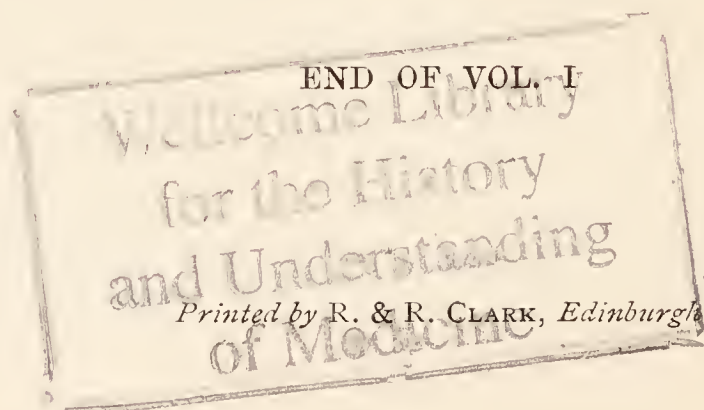 END OF VOL. I
Wellcome Library
for the History
and Understanding
of Medicine
Printed by R. & R. CLARK, Edinburgh